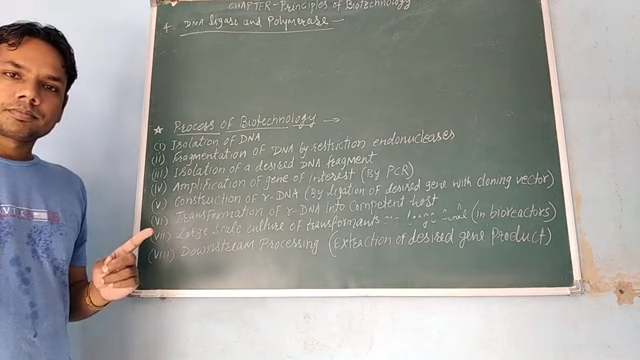 CHAPTER - Principles of Biotechnology
4. DNA ligase and Polymerase -
★ Process of Biotechnology →
(i) Isolation of DNA
(ii) Fragmentation of DNA by restriction endonucleases
(iii) Isolation of a desired DNA fragment
(iv) Amplification of gene of interest (By PCR)
(v) Construction of r-DNA (By ligation of desired gene with cloning vector)
(vi) Transformation of r-DNA into Competent host
(vii) Large Scale culture of transformants (in bioreactors)
(viii) Downstream Processing (Extraction of desired gene Product)